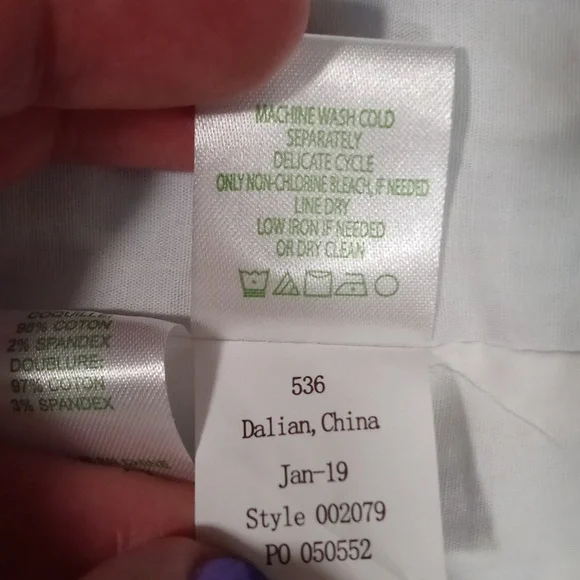 MACHINE WASH COLD
SEPARATELY
DELICATE CYCLE
ONLY NON-CHLORINE BLEACH, IF NEEDED
LINE DRY
LOW IRON IF NEEDED
OR DRY CLEAN
COQUILLE:
98% COTON
2% SPANDEX
DOUBLURE:
97% COTON
3% SPANDEX
536
Dalian, China
Jan-19
Style 002079
PO 050552